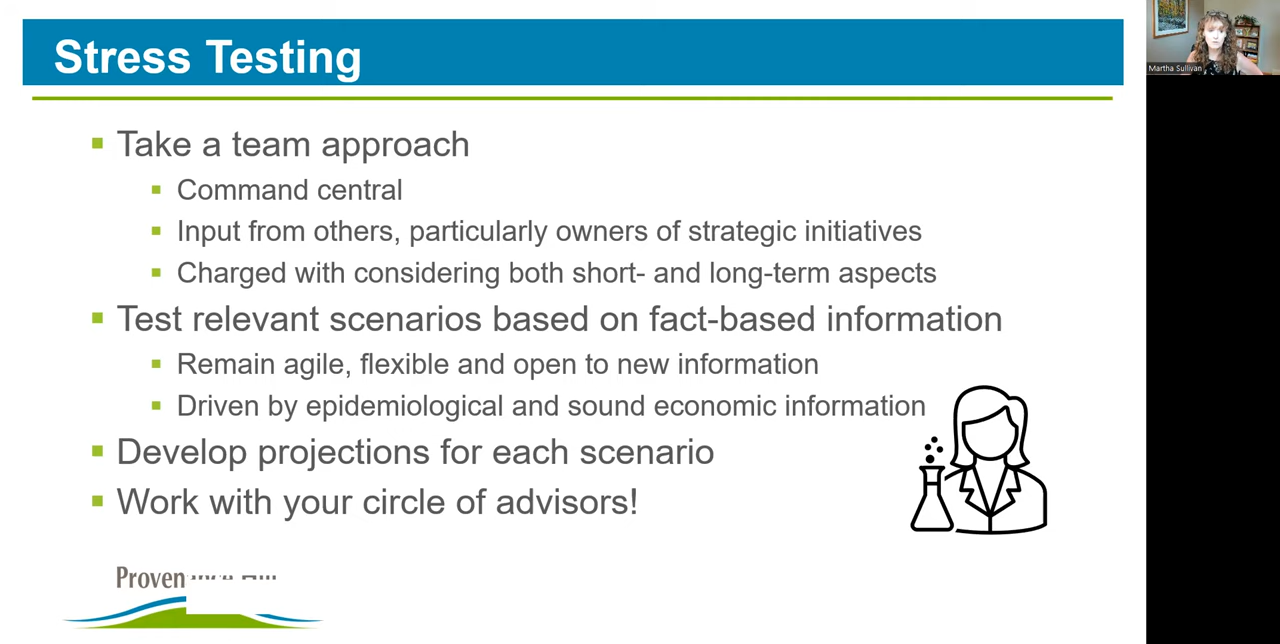 Stress Testing
Martha Sullivan
Take a team approach
Command central
Input from others, particularly owners of strategic initiatives
Charged with considering both short- and long-term aspects
Test relevant scenarios based on fact-based information
Remain agile, flexible and open to new information
Driven by epidemiological and sound economic information
Develop projections for each scenario
Work with your circle of advisors!